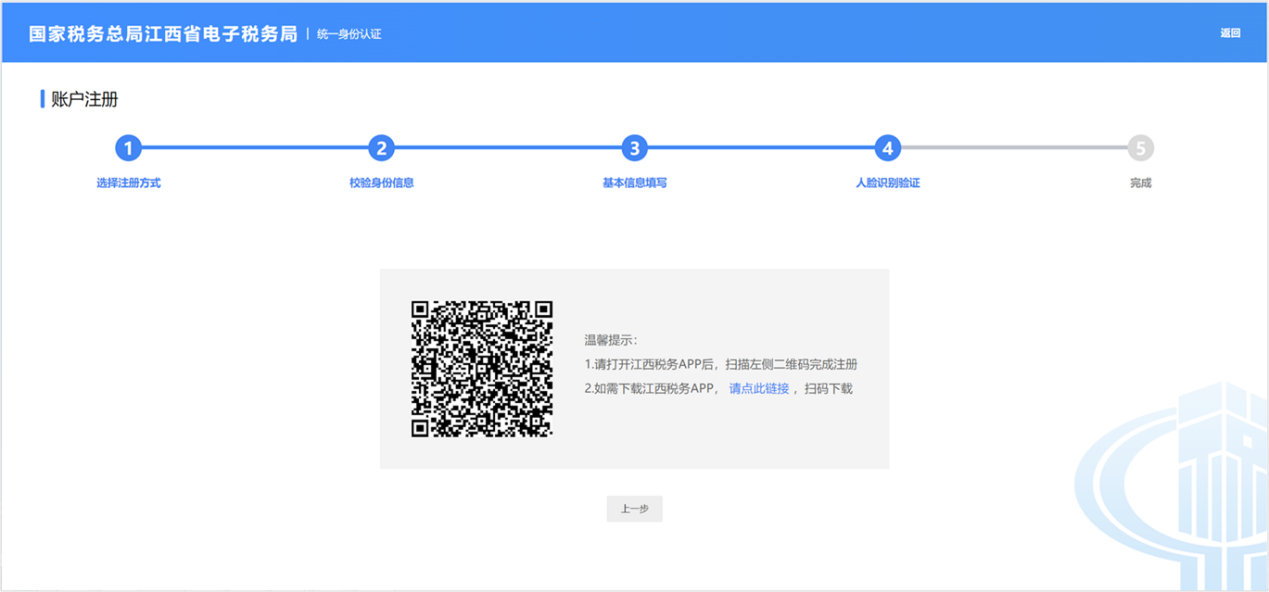 国家税务总局江西省电子税务局 | 统一身份认证 返回
账户注册
1 2 3 4 5
选择注册方式 校验身份信息 基本信息填写 人脸识别验证 完成
温馨提示：
1.请打开江西税务APP后，扫描左侧二维码完成注册
2.如需下载江西税务APP， 请点此链接 ，扫码下载
上一步